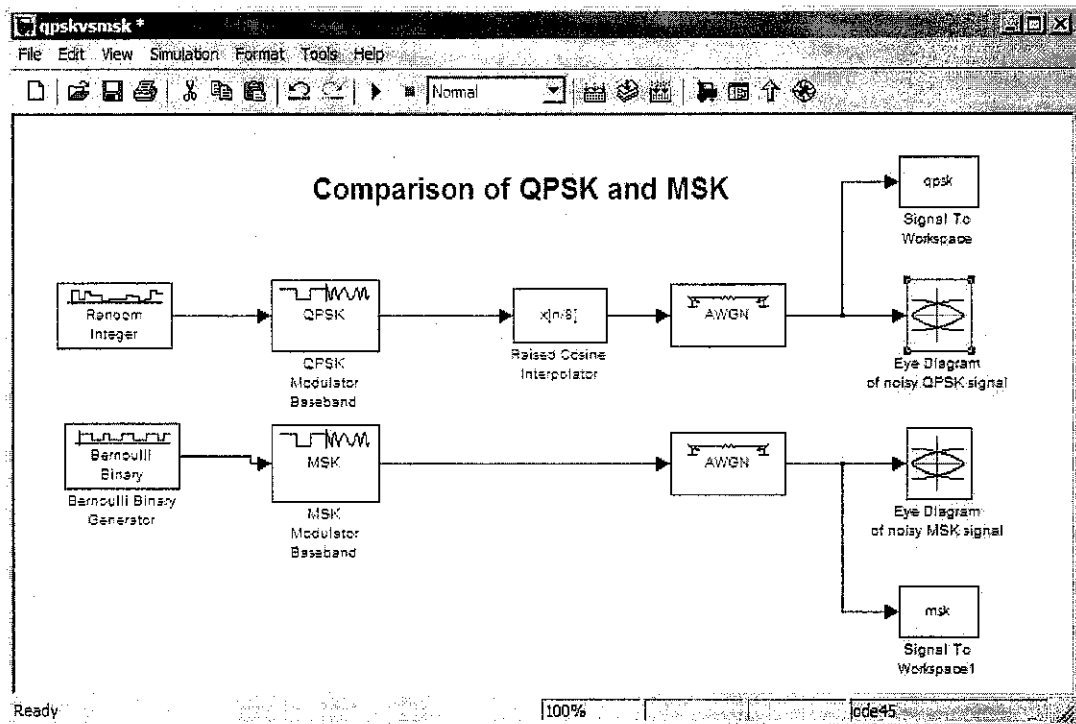 qpskvsmsk *
File Edit View Simulation Format Tools Help
Normal
Comparison of QPSK and MSK
qpsk
Signal To
Workspace
Random
Integer
QPSK
QPSK
Modulator
Baseband
x[n/8]
Raised Cosine
Interpolator
AWGN
Eye Diagram
of noisy QPSK signal
Bernoulli
Binary
Bernoulli Binary
Generator
MSK
MSK
Modulator
Baseband
AWGN
Eye Diagram
of noisy MSK signal
msk
Signal To
Workspace1
Ready
100%
ode45